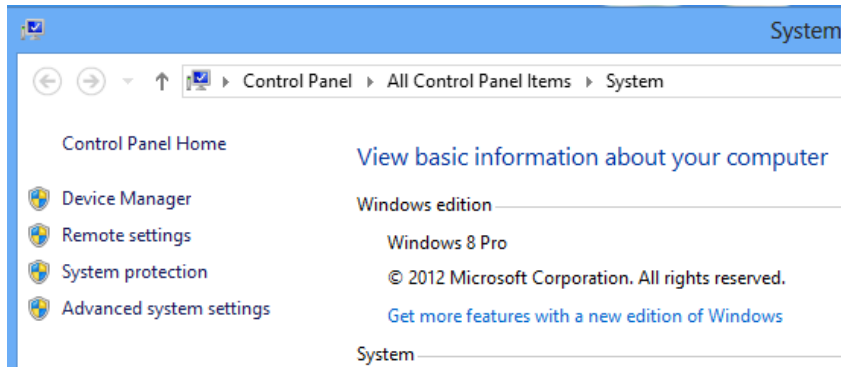 System
Control Panel ▸ All Control Panel Items ▸ System
Control Panel Home
Device Manager
Remote settings
System protection
Advanced system settings
View basic information about your computer
Windows edition
Windows 8 Pro
© 2012 Microsoft Corporation. All rights reserved.
Get more features with a new edition of Windows
System